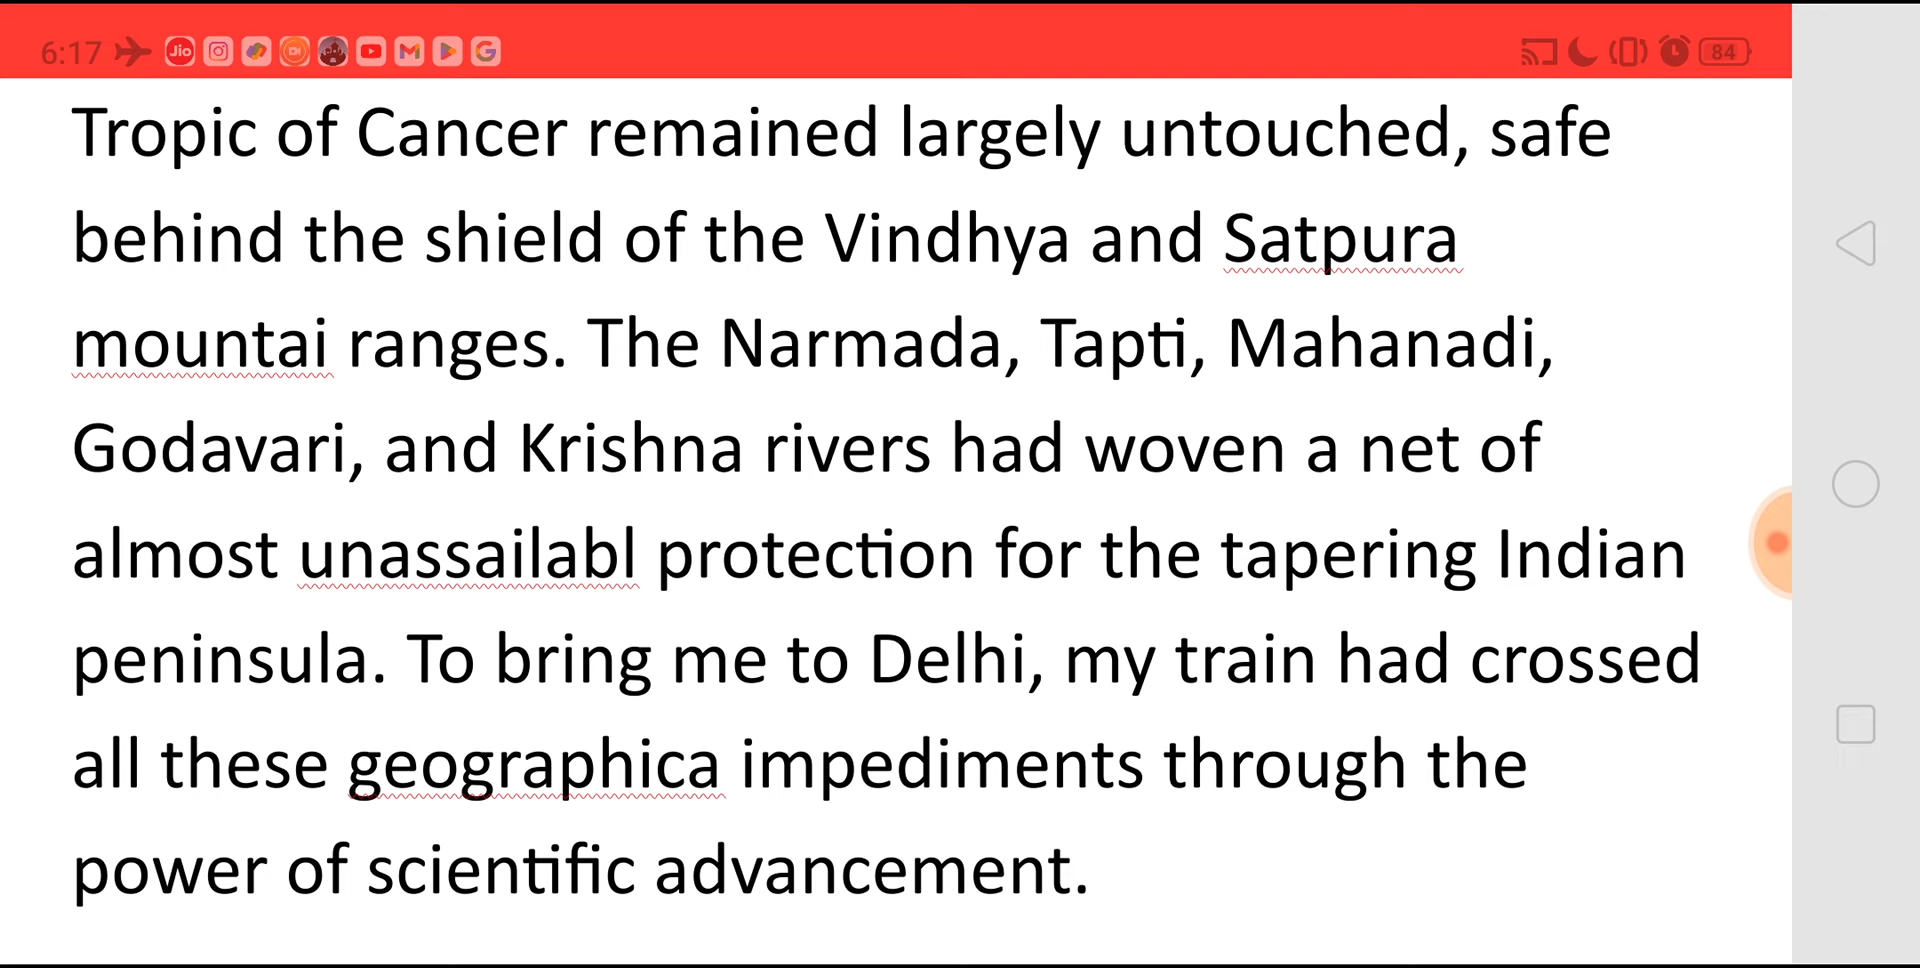 6:17 Jio 84
Tropic of Cancer remained largely untouched, safe
behind the shield of the Vindhya and Satpura
mountai ranges. The Narmada, Tapti, Mahanadi,
Godavari, and Krishna rivers had woven a net of
almost unassailabl protection for the tapering Indian
peninsula. To bring me to Delhi, my train had crossed
all these geographica impediments through the
power of scientific advancement.